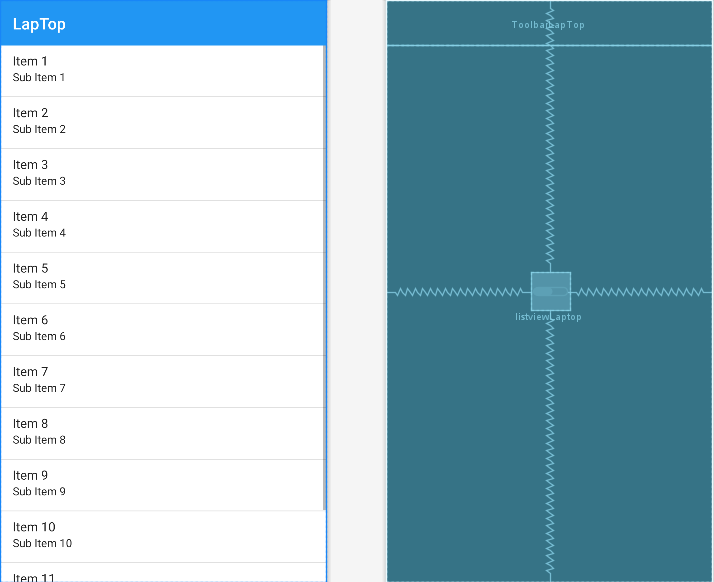 LapTop
Item 1
Sub Item 1
Item 2
Sub Item 2
Item 3
Sub Item 3
Item 4
Sub Item 4
Item 5
Sub Item 5
Item 6
Sub Item 6
Item 7
Sub Item 7
Item 8
Sub Item 8
Item 9
Sub Item 9
Item 10
Sub Item 10
Item 11
ToolbarLapTop
listviewLaptop